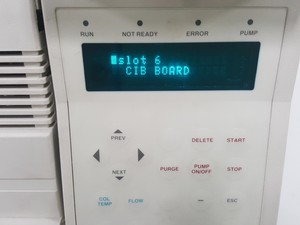 RUN NOT READY ERROR PUMP
slot 6
CIB BOARD
PREV
DELETE START
NEXT
PURGE PUMP ON/OFF STOP
COL TEMP FLOW – ESC